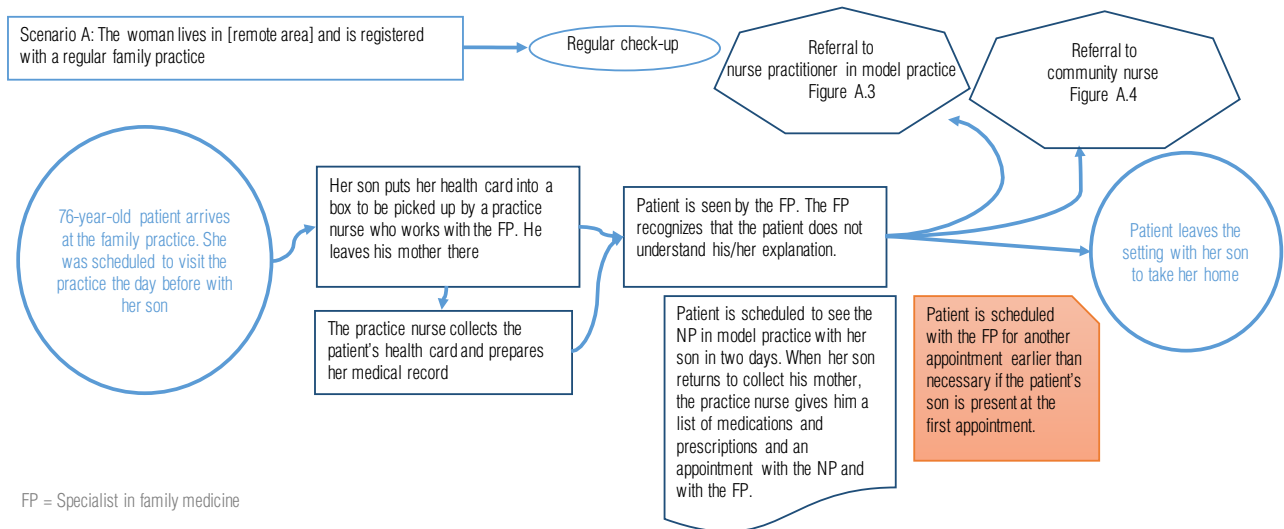 Scenario A: The woman lives in [remote area] and is registered
with a regular family practice
Regular check-up
Referral to
nurse practitioner in model practice
Figure A.3
Referral to
community nurse
Figure A.4
76-year-old patient arrives
at the family practice. She
was scheduled to visit the
practice the day before with
her son
Her son puts her health card into a
box to be picked up by a practice
nurse who works with the FP. He
leaves his mother there
The practice nurse collects the
patient's health card and prepares
her medical record
Patient is seen by the FP. The FP
recognizes that the patient does not
understand his/her explanation.
Patient leaves the
setting with her son
to take her home
Patient is scheduled to see the
NP in model practice with her
son in two days. When her son
returns to collect his mother,
the practice nurse gives him a
list of medications and
prescriptions and an
appointment with the NP and
with the FP.
Patient is scheduled
with the FP for another
appointment earlier than
necessary if the patient's
son is present at the
first appointment.
FP = Specialist in family medicine